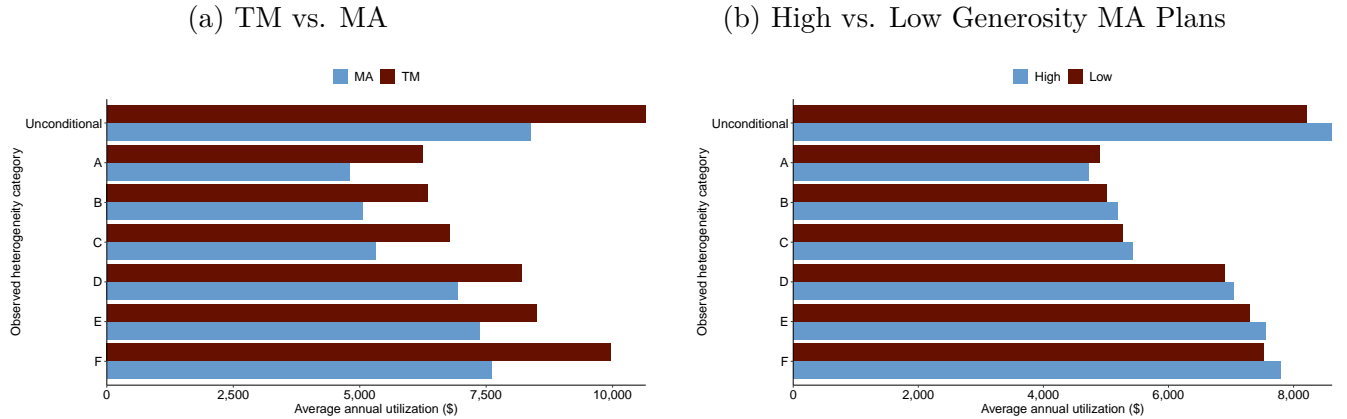 (a) TM vs. MA
MA TM
Observed heterogeneity category
Unconditional
A
B
C
D
E
F
0 2,500 5,000 7,500 10,000
Average annual utilization ($)
(b) High vs. Low Generosity MA Plans
High Low
Observed heterogeneity category
Unconditional
A
B
C
D
E
F
0 2,000 4,000 6,000 8,000
Average annual utilization ($)